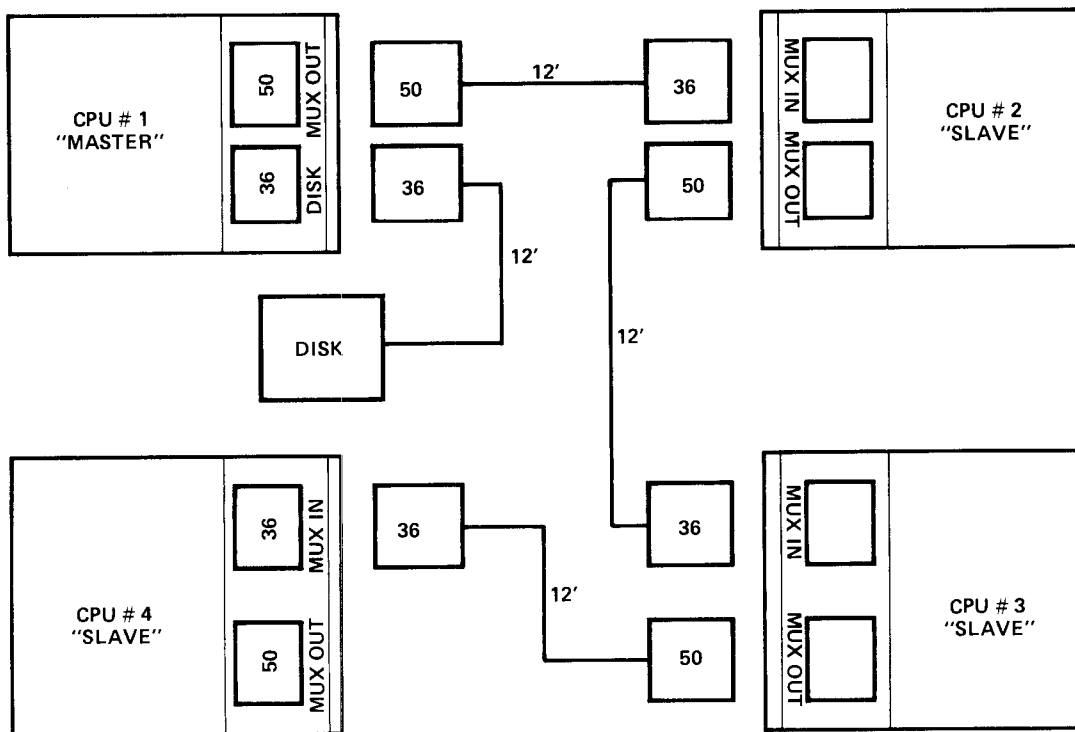 CPU # 1
"MASTER"
50
MUX OUT
36
DISK
50
12'
36
MUX IN
CPU # 2
"SLAVE"
36
12'
50
MUX OUT
DISK
12'
CPU # 4
"SLAVE"
36
MUX IN
50
MUX OUT
36
12'
36
MUX IN
CPU # 3
"SLAVE"
50
MUX OUT